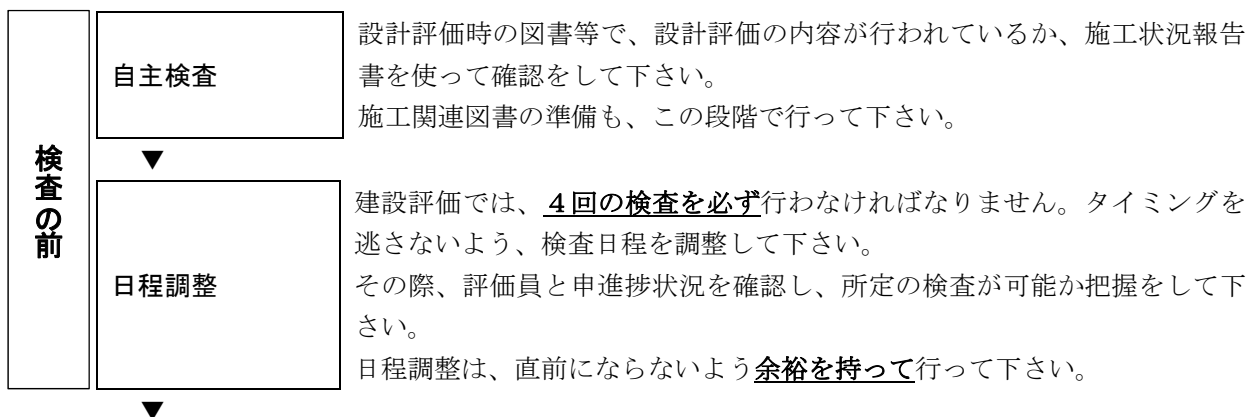 検査の前
自主検査
設計評価時の図書等で、設計評価の内容が行われているか、施工状況報告
書を使って確認をして下さい。
施工関連図書の準備も、この段階で行って下さい。
▼
日程調整
建設評価では、４回の検査を必ず行わなければなりません。タイミングを
逃さないよう、検査日程を調整して下さい。
その際、評価員と申進捗状況を確認し、所定の検査が可能か把握をして下
さい。
日程調整は、直前にならないよう余裕を持って行って下さい。
▼